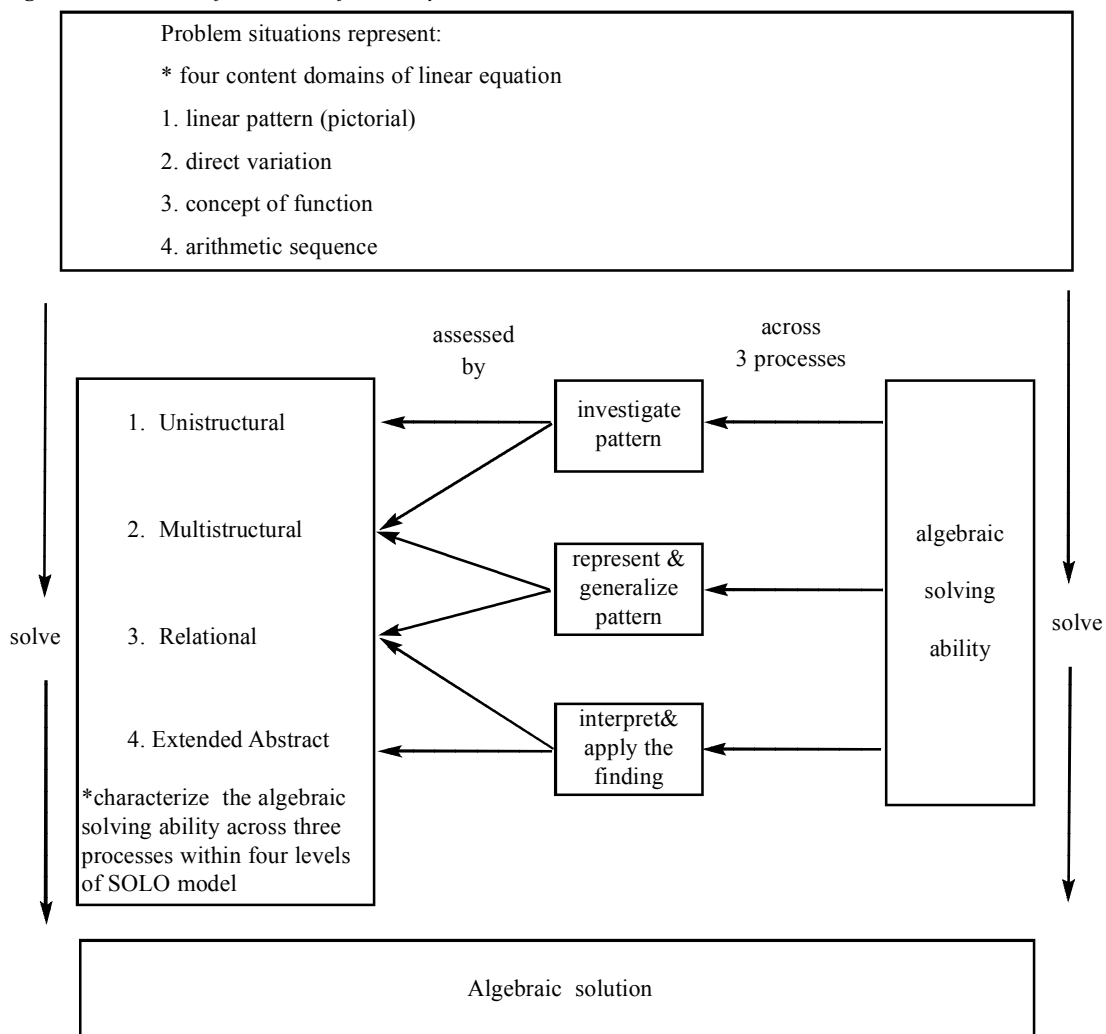 Problem situations represent:
* four content domains of linear equation
1. linear pattern (pictorial)
2. direct variation
3. concept of function
4. arithmetic sequence
assessed
by
across
3 processes
1. Unistructural
2. Multistructural
3. Relational
4. Extended Abstract
*characterize the algebraic
solving ability across three
processes within four levels
of SOLO model
investigate
pattern
represent &
generalize
pattern
interpret&
apply the
finding
algebraic
solving
ability
solve
solve
Algebraic solution